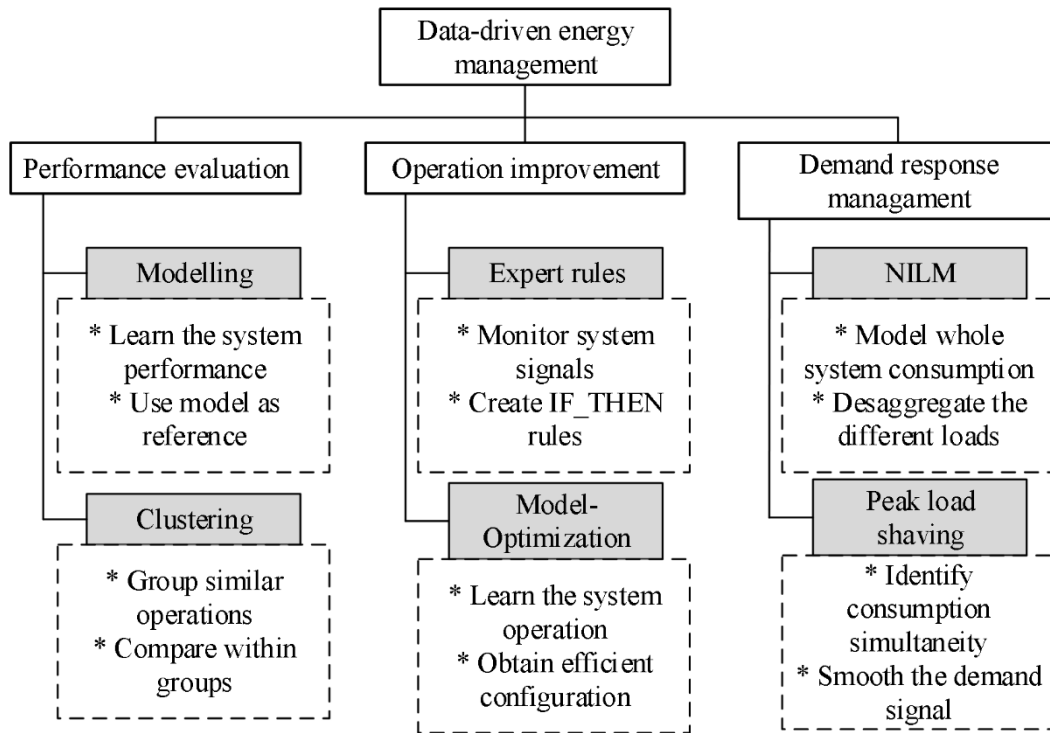 Data-driven energy
management
Performance evaluation
Modelling
* Learn the system
performance
* Use model as
reference
Clustering
* Group similar
operations
* Compare within
groups
Operation improvement
Expert rules
* Monitor system
signals
* Create IF_THEN
rules
Model-
Optimization
* Learn the system
operation
* Obtain efficient
configuration
Demand response
managament
NILM
* Model whole
system consumption
* Desaggregate the
different loads
Peak load
shaving
* Identify
consumption
simultaneity
* Smooth the demand
signal